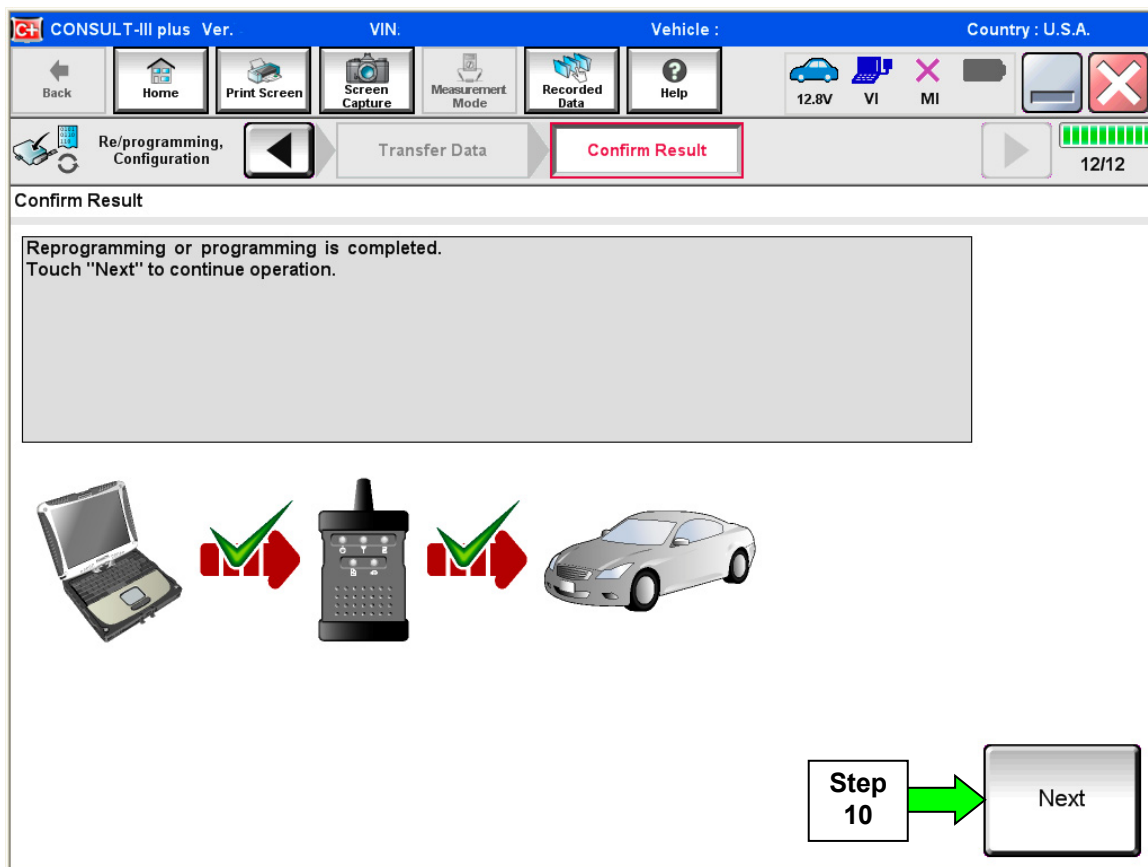 C+ CONSULT-III plus Ver. VIN: Vehicle : Country : U.S.A.
Back
Home
Print Screen
Screen
Capture
Measurement
Mode
Recorded
Data
Help
12.8V
VI
MI
Re/programming,
Configuration
Transfer Data
Confirm Result
12/12
Confirm Result
Reprogramming or programming is completed.
Touch "Next" to continue operation.
Step
10
Next